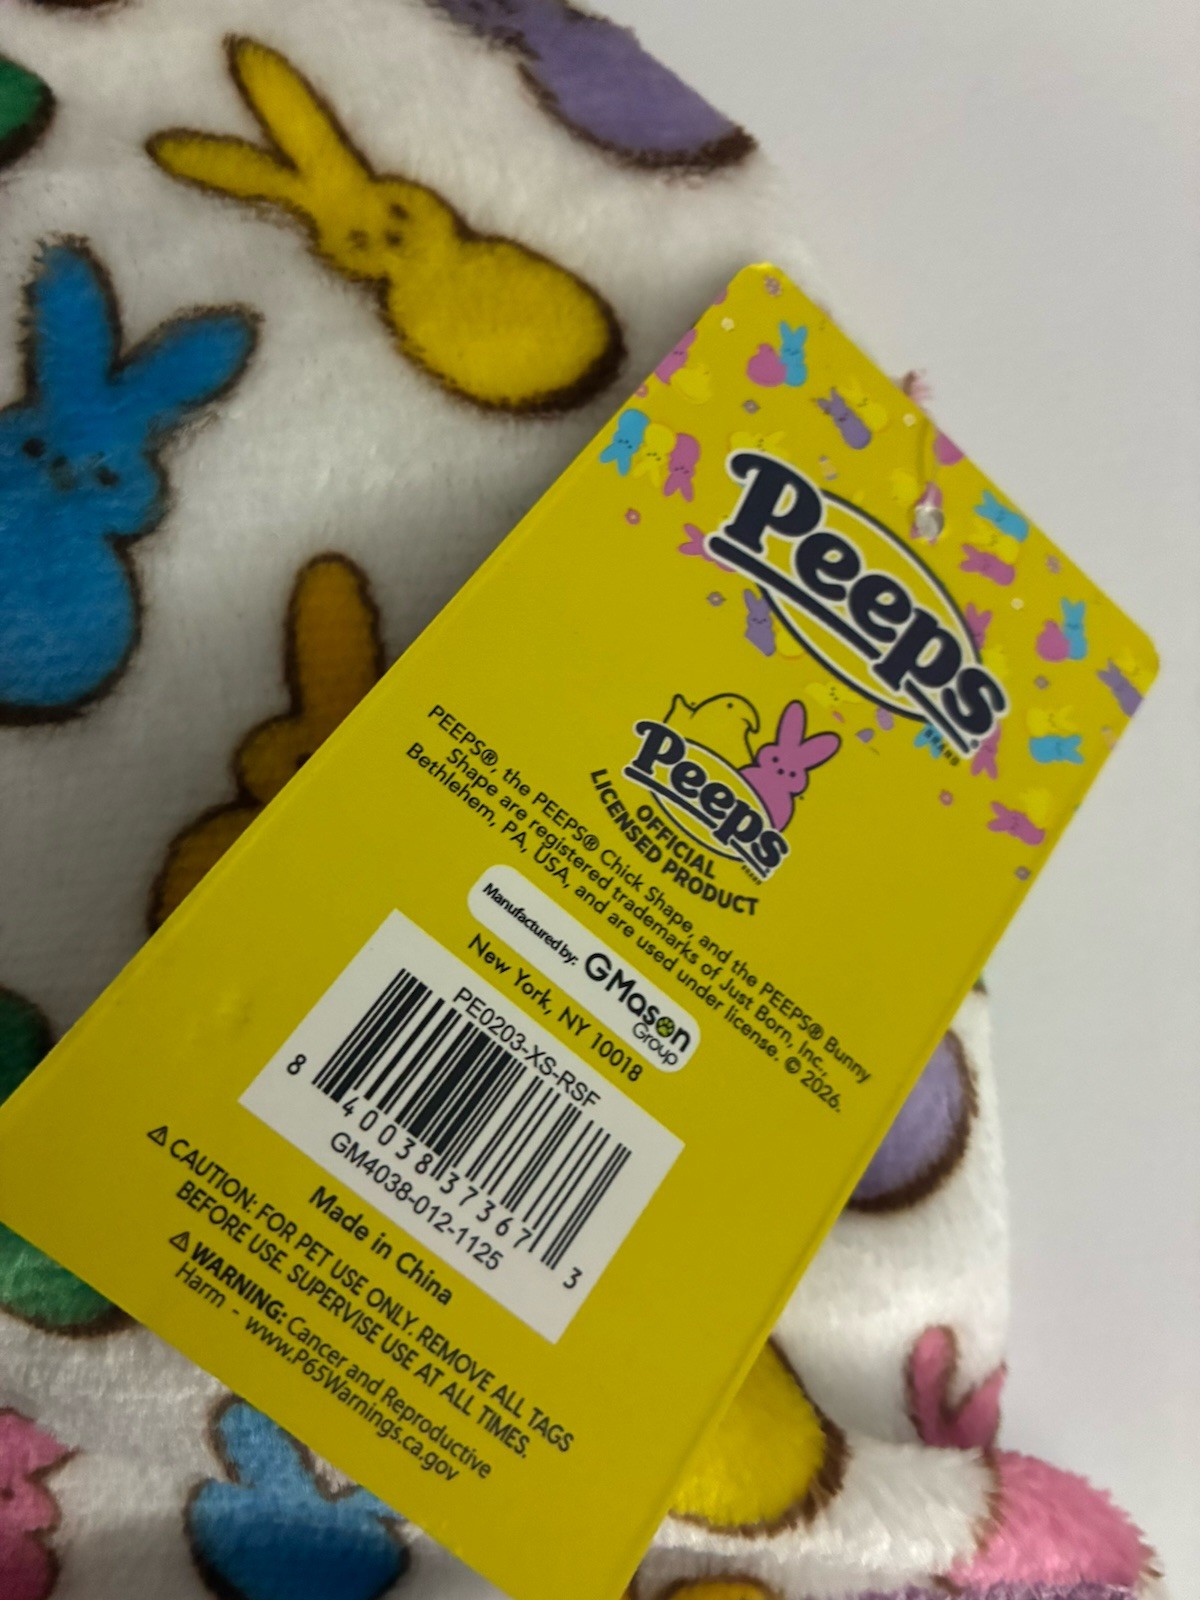 Peeps®
BRAND
Peeps
BRAND
OFFICIAL
LICENSED PRODUCT
PEEPS®, the PEEPS® Chick Shape, and the PEEPS® Bunny
Shape are registered trademarks of Just Born, Inc.,
Bethlehem, PA, USA, and are used under license. © 2026.
Manufactured by: GMason
Group
New York, NY 10018
PE0203-XS-RSF
8 40038 37367 3
GM4038-012-1125
Made in China
⚠ CAUTION: FOR PET USE ONLY. REMOVE ALL TAGS
BEFORE USE. SUPERVISE USE AT ALL TIMES.
⚠ WARNING: Cancer and Reproductive
Harm - www.P65Warnings.ca.gov